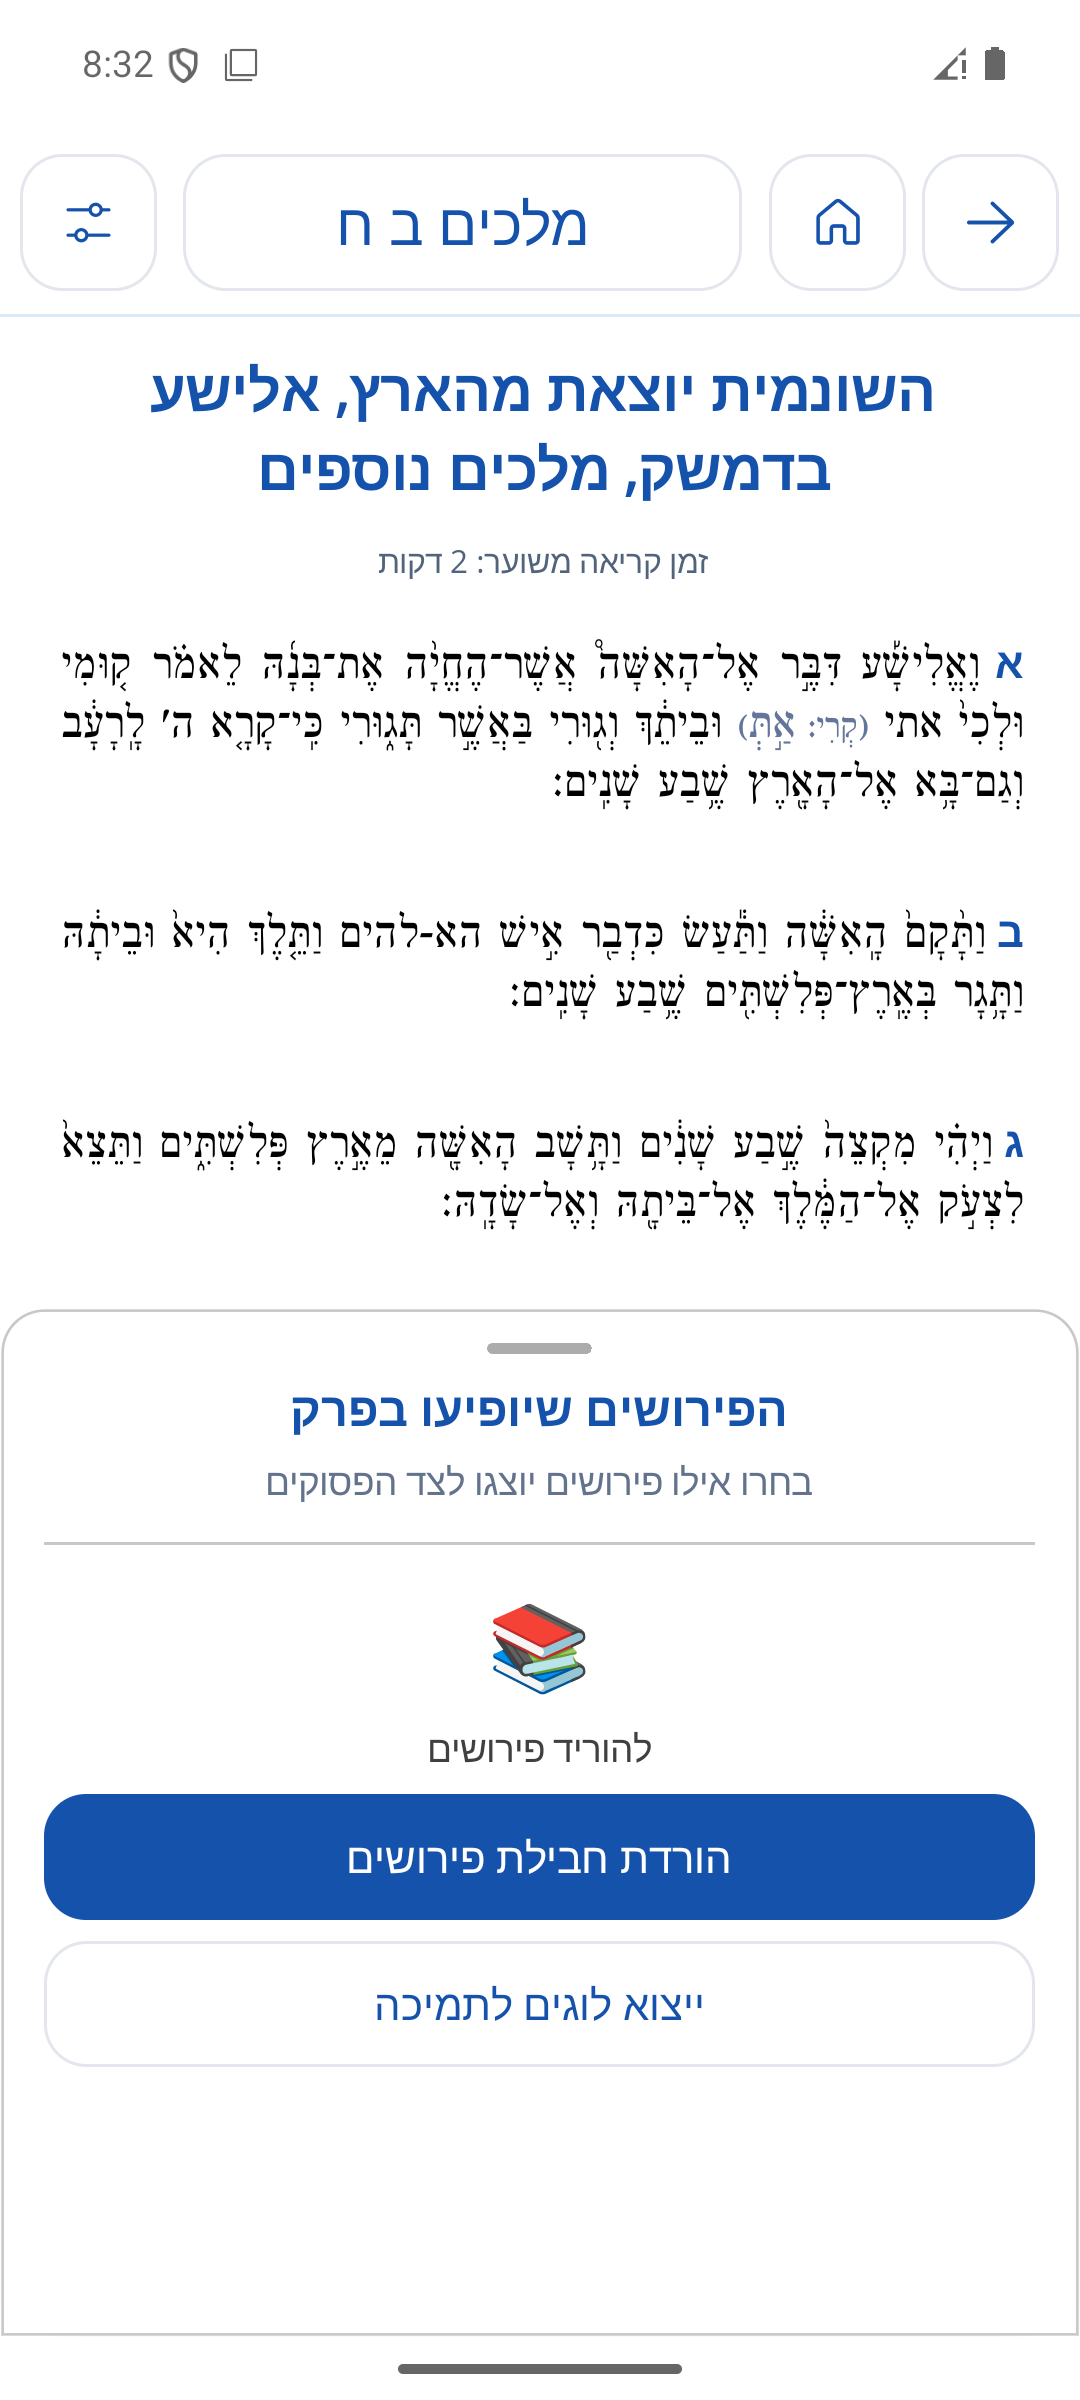 8:32
מלכים ב ח
השונמית יוצאת מהארץ, אלישע
בדמשק, מלכים נוספים
זמן קריאה משוער: 2 דקות
א וֶאֱלִישָׁ֡ע דִּבֶּ֣ר אֶל־הָאִשָּׁה֩ אֲשֶׁר־הֶחֱיָ֨ה אֶת־בְּנָ֜הּ לֵאמֹ֗ר ק֤וּמִי
וּלְכִי֙ אתי (קְרִי: אַ֣תְּ) וּבֵיתֵ֔ךְ וְג֖וּרִי בַּאֲשֶׁ֣ר תָּג֑וּרִי כִּֽי־קָרָ֤א ה' לָֽרָעָ֔ב
וְגַם־בָּ֥א אֶל־הָאָ֖רֶץ שֶׁ֥בַע שָׁנִֽים:
ב וַתָּ֙קָם֙ הָֽאִשָּׁ֔ה וַתַּ֕עַשׂ כִּדְבַ֖ר אִ֣ישׁ הא-להים וַתֵּ֤לֶךְ הִיא֙ וּבֵיתָ֔הּ
וַתָּ֥גָר בְּאֶֽרֶץ־פְּלִשְׁתִּ֖ים שֶׁ֥בַע שָׁנִֽים:
ג וַיְהִ֗י מִקְצֵה֙ שֶׁ֣בַע שָׁנִ֔ים וַתָּ֥שָׁב הָאִשָּׁ֖ה מֵאֶ֣רֶץ פְּלִשְׁתִּ֑ים וַתֵּצֵא֙
לִצְעֹ֣ק אֶל־הַמֶּ֔לֶךְ אֶל־בֵּיתָ֖הּ וְאֶל־שָׂדָֽהּ:
הפירושים שיופיעו בפרק
בחרו אילו פירושים יוצגו לצד הפסוקים
להוריד פירושים
הורדת חבילת פירושים
ייצוא לוגים לתמיכה